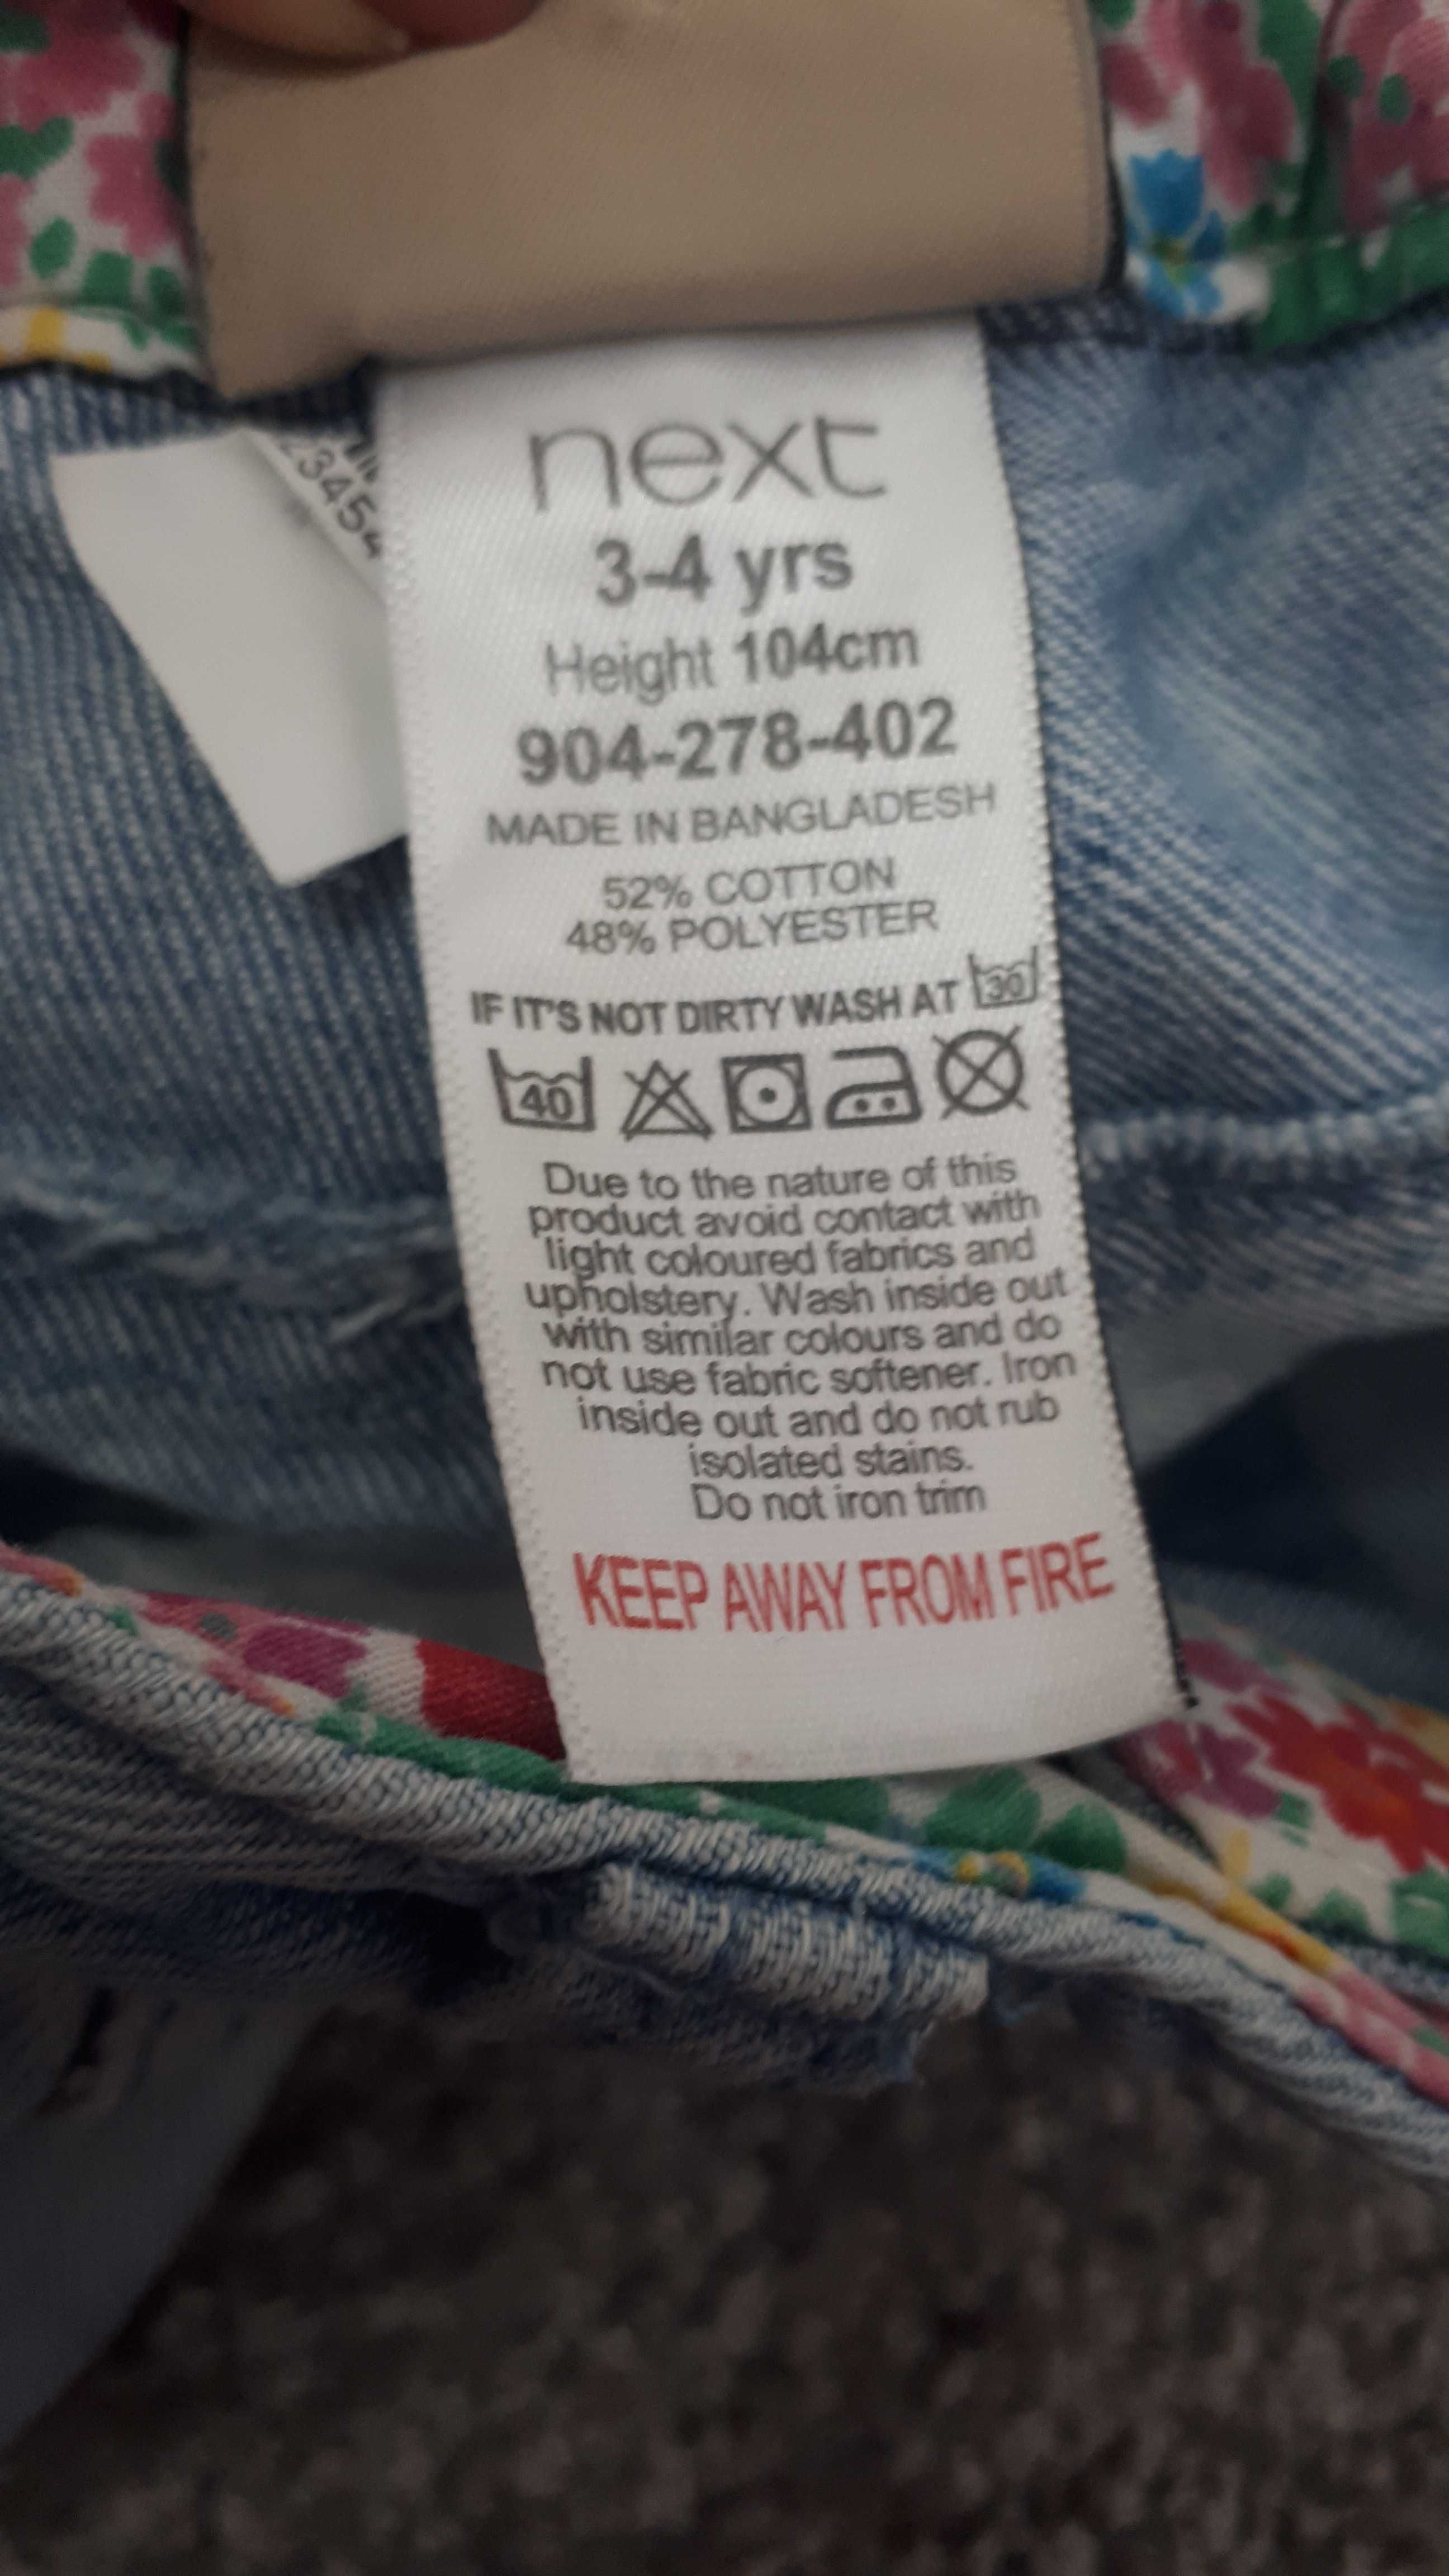 next
3-4 yrs
Height 104cm
904-278-402
MADE IN BANGLADESH
52% COTTON
48% POLYESTER
IF IT'S NOT DIRTY WASH AT 30
40
Due to the nature of this
product avoid contact with
light coloured fabrics and
upholstery. Wash inside out
with similar colours and do
not use fabric softener. Iron
inside out and do not rub
isolated stains.
Do not iron trim
KEEP AWAY FROM FIRE